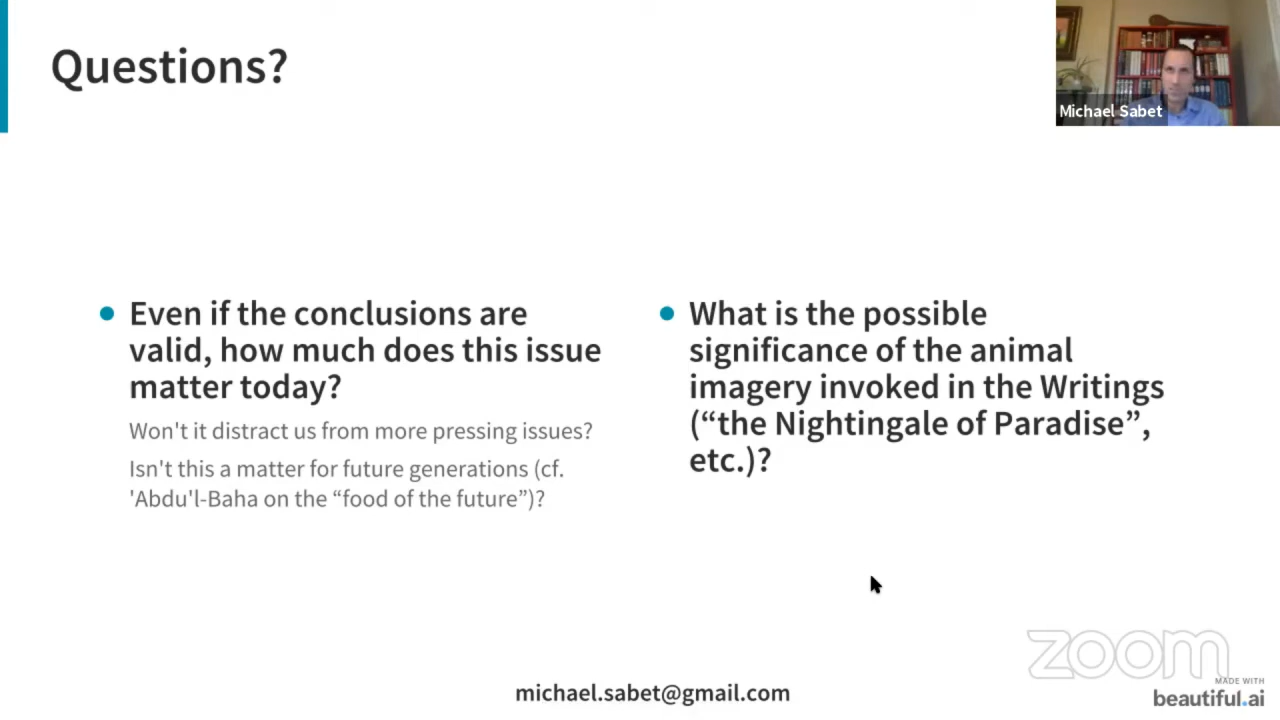 Questions?
Michael Sabet
Even if the conclusions are
valid, how much does this issue
matter today?
Won't it distract us from more pressing issues?
Isn't this a matter for future generations (cf.
'Abdu'l-Baha on the “food of the future”)?
What is the possible
significance of the animal
imagery invoked in the Writings
(“the Nightingale of Paradise”,
etc.)?
michael.sabet@gmail.com
zoom
MADE WITH
beautiful.ai